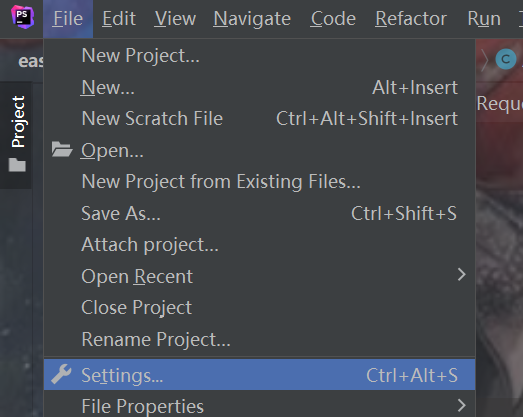 PS File Edit View Navigate Code Refactor Run
eas
New Project...
C
New... Alt+Insert
Reque
New Scratch File Ctrl+Alt+Shift+Insert
Project
Open...
New Project from Existing Files...
Save As... Ctrl+Shift+S
Attach project...
Open Recent
Close Project
Rename Project...
Settings... Ctrl+Alt+S
File Properties